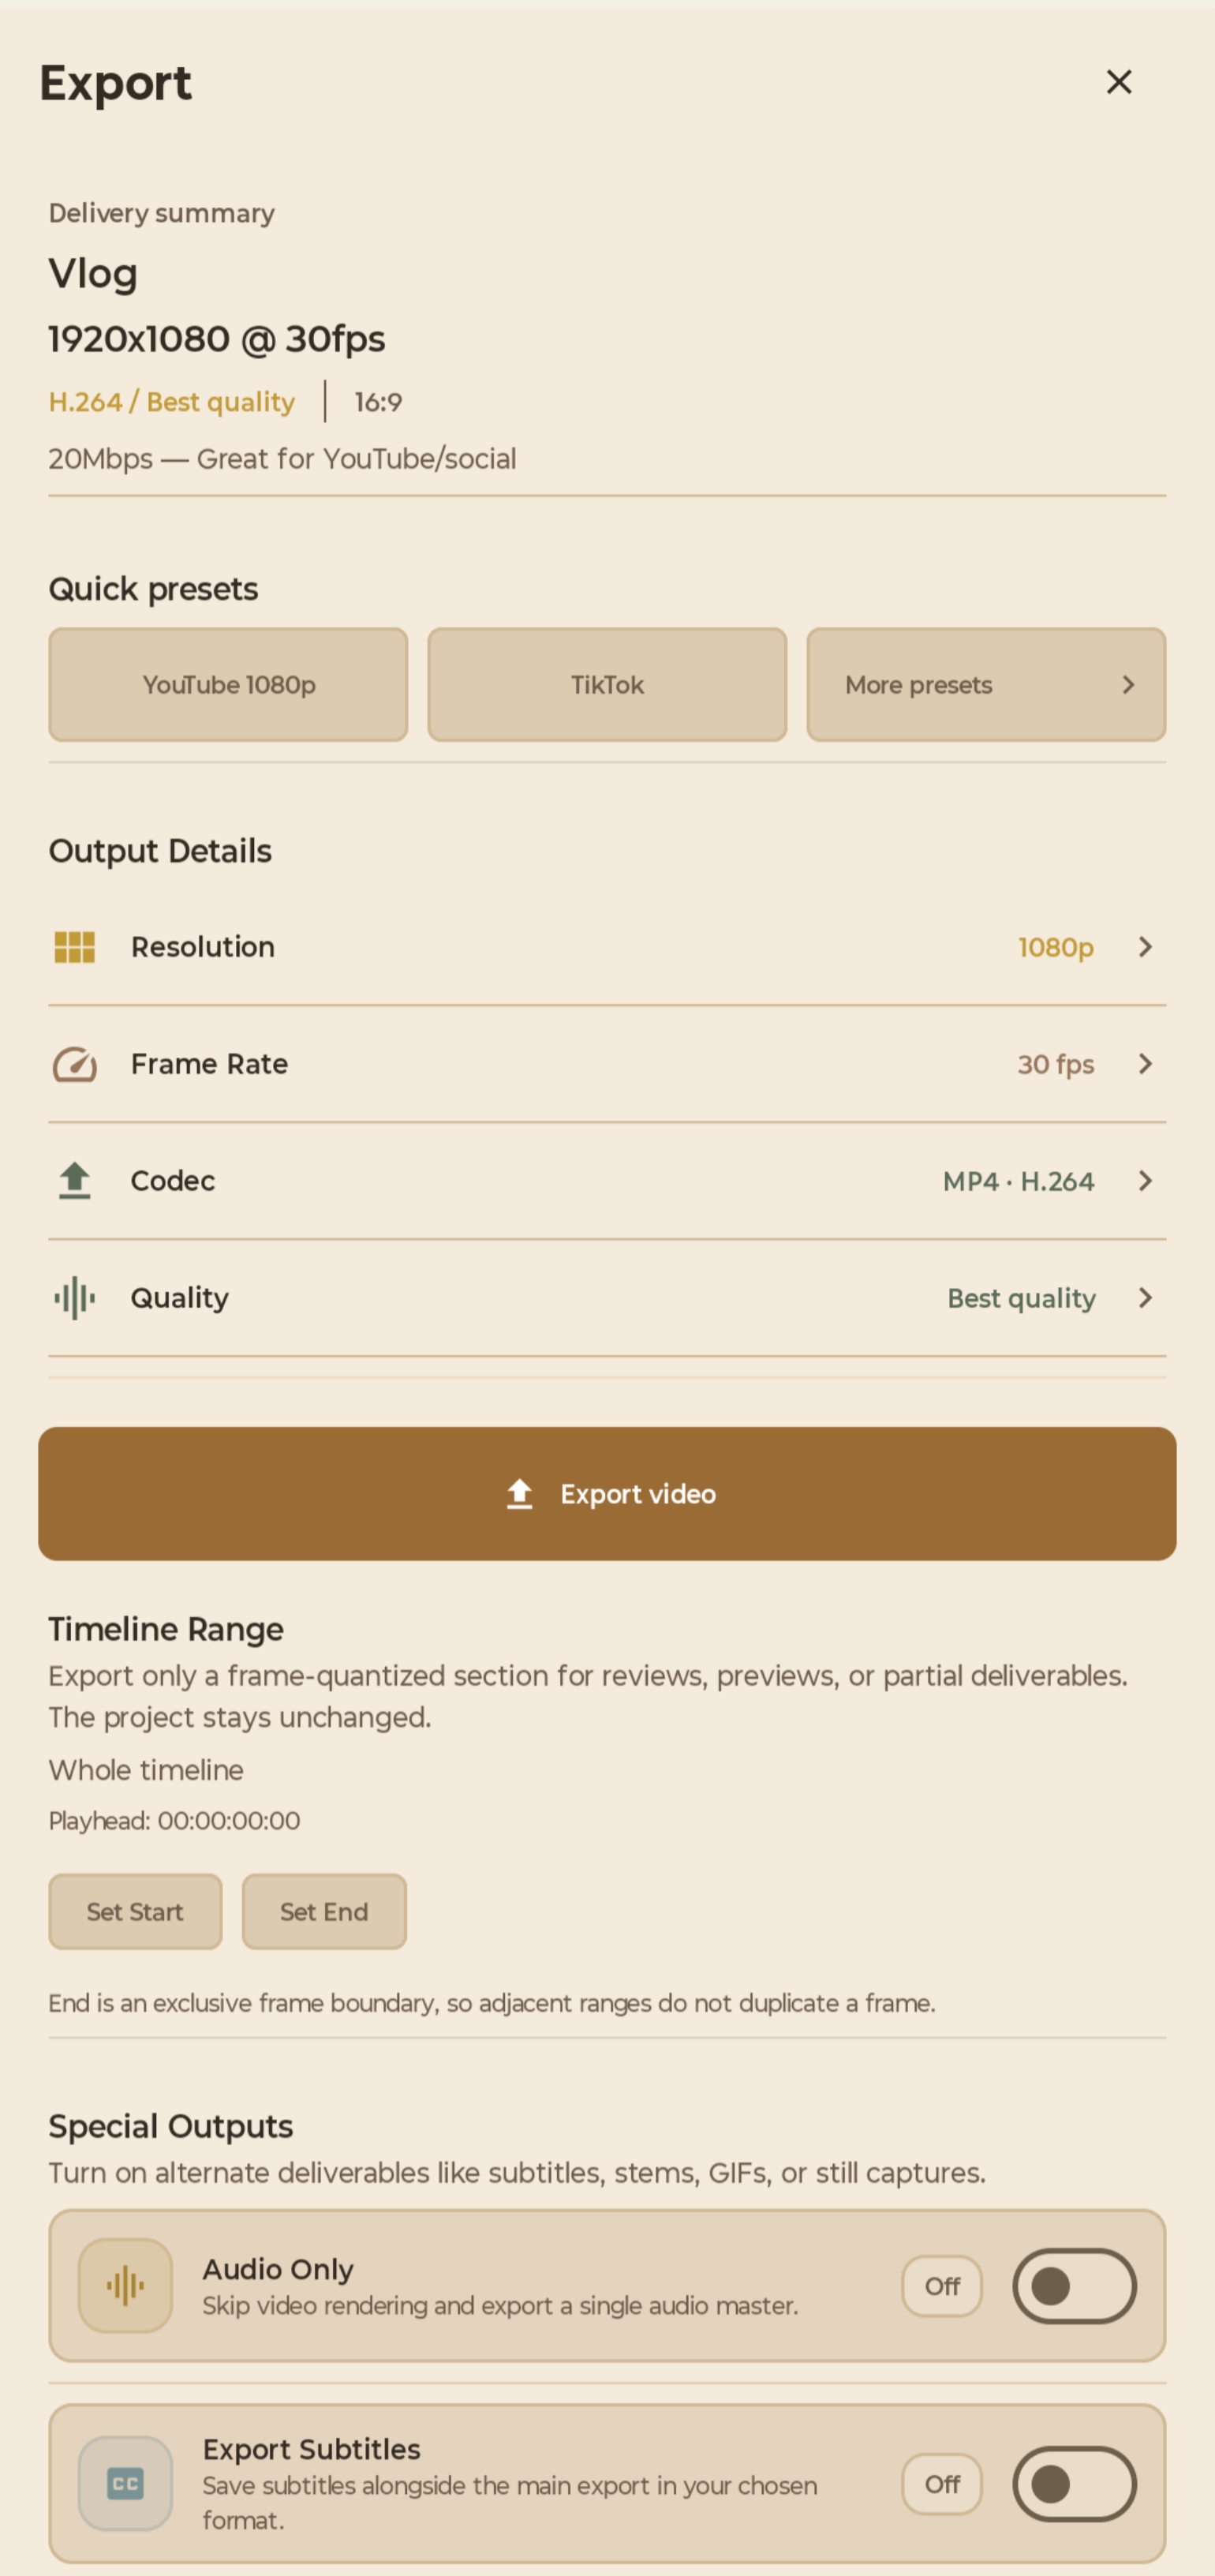 Export
Delivery summary
Vlog
1920x1080 @ 30fps
H.264 / Best quality | 16:9
20Mbps — Great for YouTube/social
Quick presets
YouTube 1080p
TikTok
More presets
Output Details
Resolution 1080p
Frame Rate 30 fps
Codec MP4 · H.264
Quality Best quality
Export video
Timeline Range
Export only a frame-quantized section for reviews, previews, or partial deliverables.
The project stays unchanged.
Whole timeline
Playhead: 00:00:00:00
Set Start
Set End
End is an exclusive frame boundary, so adjacent ranges do not duplicate a frame.
Special Outputs
Turn on alternate deliverables like subtitles, stems, GIFs, or still captures.
Audio Only
Skip video rendering and export a single audio master.
Off
CC
Export Subtitles
Save subtitles alongside the main export in your chosen
format.
Off